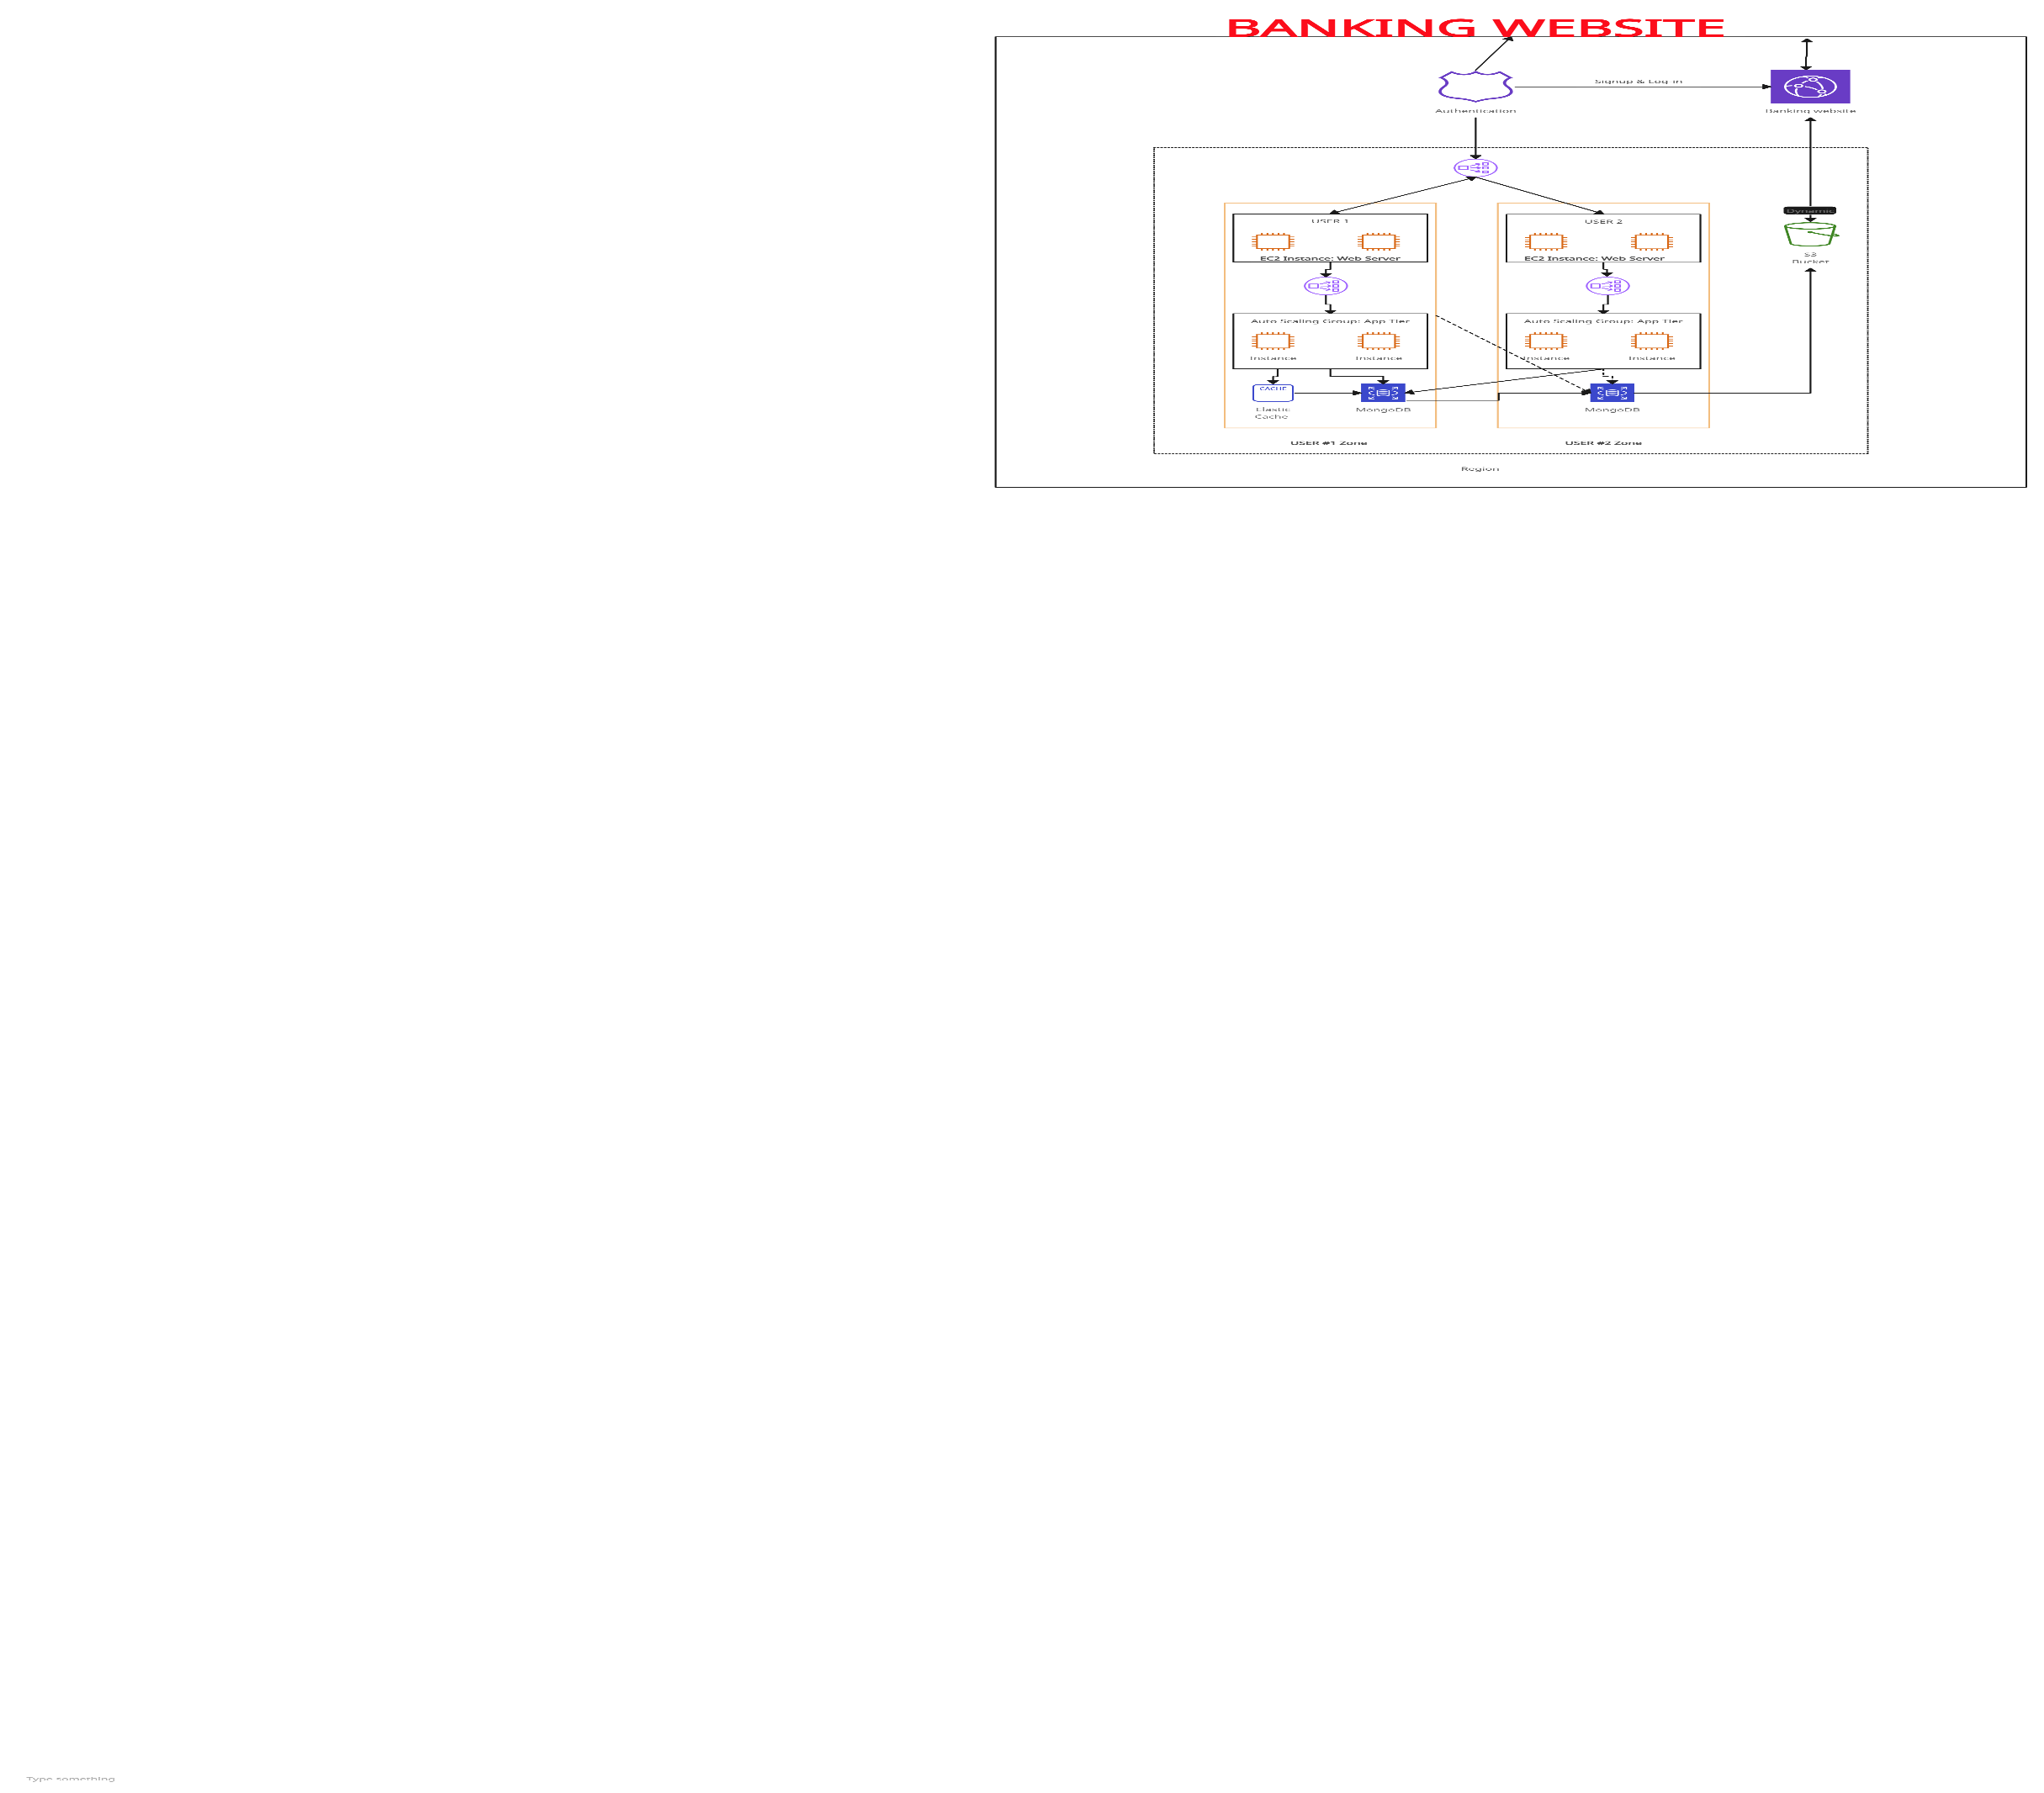 BANKING WEBSITE
Signup & Log in
Authentication
Banking website
Dynamic
USER 1
USER 2
EC2 Instance: Web Server
EC2 Instance: Web Server
S3
Bucket
Auto Scaling Group: App Tier
Auto Scaling Group: App Tier
Instance
Instance
Instance
Instance
CACHE
Elastic
Cache
MongoDB
MongoDB
USER #1 Zone
USER #2 Zone
Region
Type something